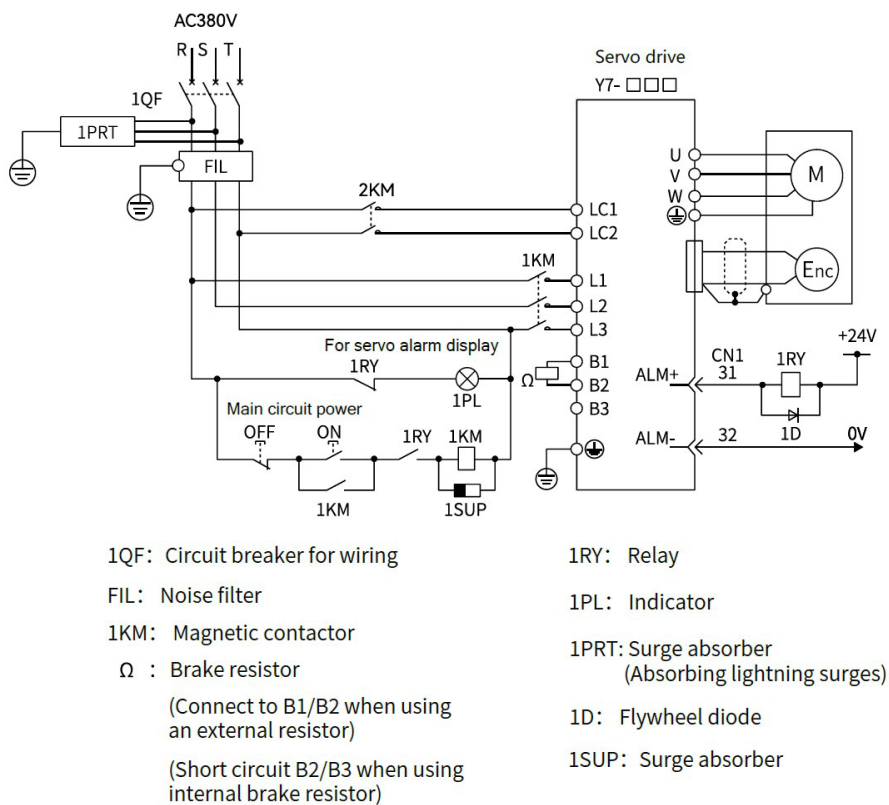 AC380V
R S T
Servo drive
Y7- □□□
1QF
1PRT
FIL
U
V
W
M
2KM
LC1
LC2
1KM
L1
L2
L3
Enc
For servo alarm display
1RY
1PL
Ω
B1
B2
B3
+24V
CN1
ALM+
31
1RY
1D
ALM-
32
0V
Main circuit power
OFF
ON
1RY
1KM
1KM
1SUP
1QF: Circuit breaker for wiring
FIL: Noise filter
1KM: Magnetic contactor
Ω : Brake resistor
(Connect to B1/B2 when using
an external resistor)
(Short circuit B2/B3 when using
internal brake resistor)
1RY: Relay
1PL: Indicator
1PRT: Surge absorber
(Absorbing lightning surges)
1D: Flywheel diode
1SUP: Surge absorber